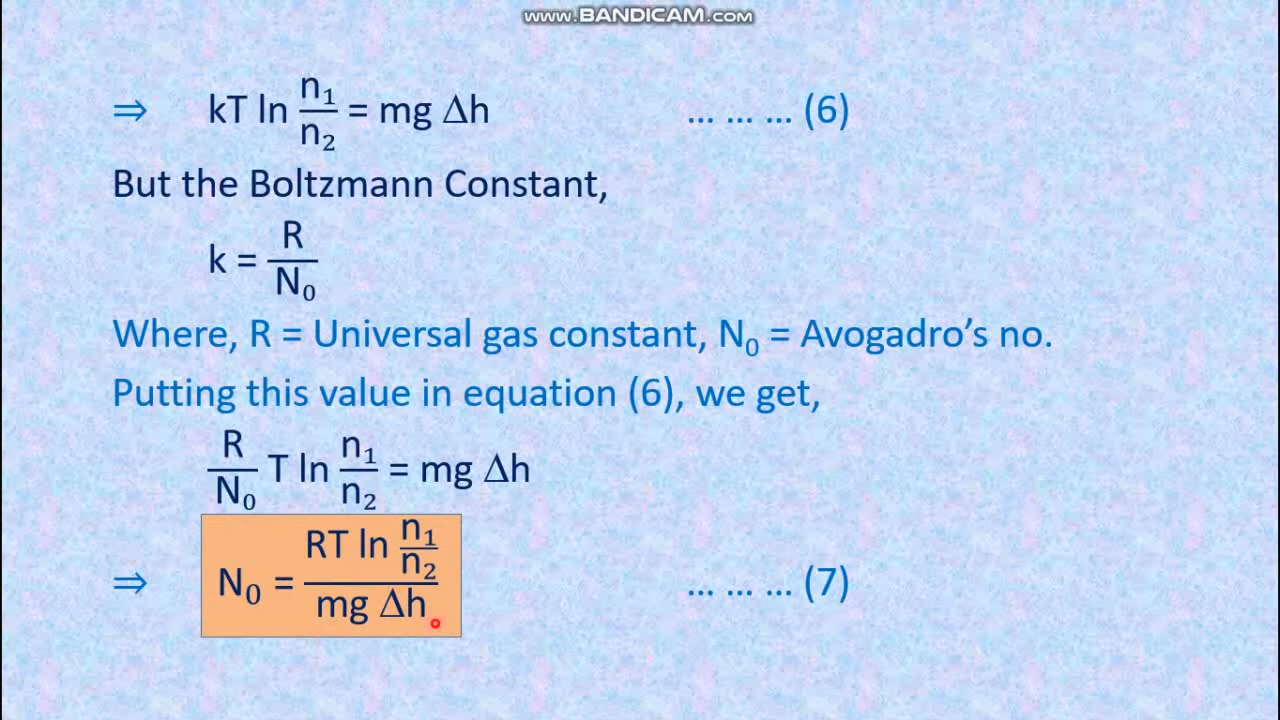 www.BANDICAM.com
⇒ kT ln n₁/n₂ = mg Δh ... ... ... (6)
But the Boltzmann Constant,
k = R/N₀
Where, R = Universal gas constant, N₀ = Avogadro’s no.
Putting this value in equation (6), we get,
R/N₀ T ln n₁/n₂ = mg Δh
⇒ N₀ = (RT ln n₁/n₂)/(mg Δh) ... ... ... (7)